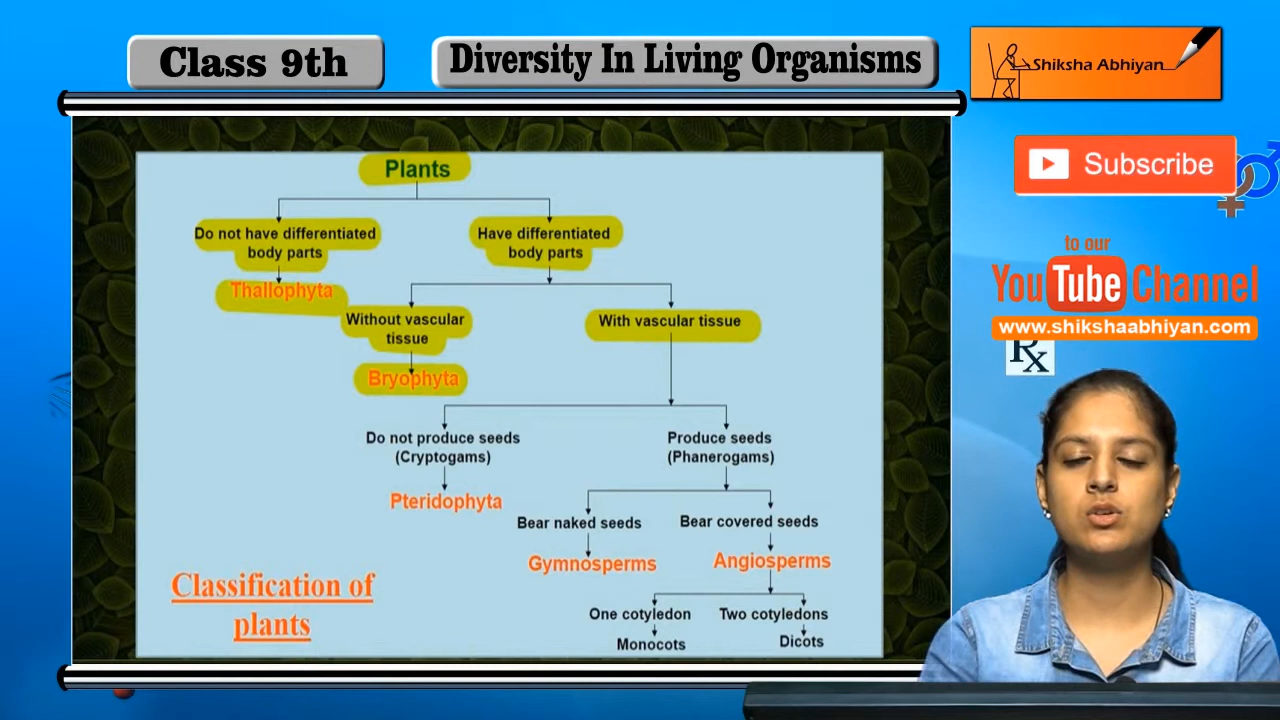 Class 9th
Diversity In Living Organisms
Shiksha Abhiyan
Subscribe
to our
YouTube Channel
www.shikshaabhiyan.com
Rx
Plants
Do not have differentiated
body parts
Have differentiated
body parts
Thallophyta
Without vascular
tissue
With vascular tissue
Bryophyta
Do not produce seeds
(Cryptogams)
Produce seeds
(Phanerogams)
Pteridophyta
Bear naked seeds
Bear covered seeds
Gymnosperms
Angiosperms
One cotyledon
Two cotyledons
Monocots
Dicots
Classification of
plants